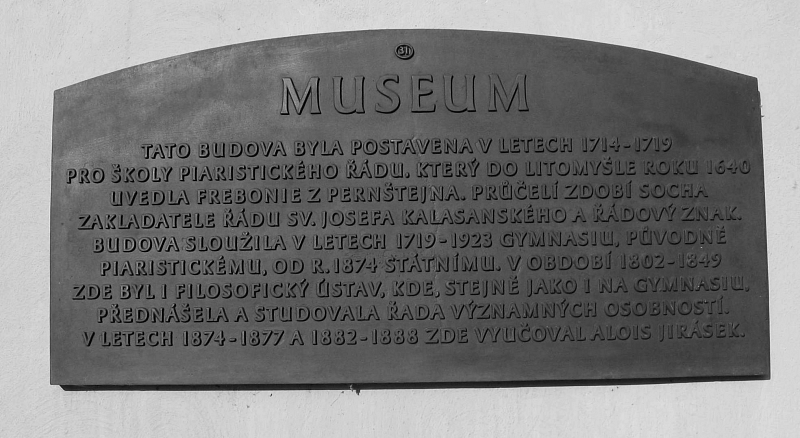 31
MUSEUM
TATO BUDOVA BYLA POSTAVENA V LETECH 1714-1719
PRO ŠKOLY PIARISTICKÉHO ŘÁDU, KTERÝ DO LITOMYŠLE ROKU 1640
UVEDLA FREBONIE Z PERNŠTEJNA. PRŮČELÍ ZDOBÍ SOCHA
ZAKLADATELE ŘÁDU SV. JOSEFA KALASANSKÉHO A ŘÁDOVÝ ZNAK.
BUDOVA SLOUŽILA V LETECH 1719-1923 GYMNASIU, PŮVODNĚ
PIARISTICKÉMU, OD R. 1874 STÁTNÍMU. V OBDOBÍ 1802-1849
ZDE BYL I FILOSOFICKÝ ÚSTAV, KDE, STEJNĚ JAKO I NA GYMNASIU,
PŘEDNÁŠELA A STUDOVALA ŘADA VÝZNAMNÝCH OSOBNOSTÍ.
V LETECH 1874-1877 A 1882-1888 ZDE VYUČOVAL ALOIS JIRÁSEK.